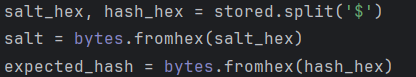 salt_hex, hash_hex = stored.split('$')
salt = bytes.fromhex(salt_hex)
expected_hash = bytes.fromhex(hash_hex)